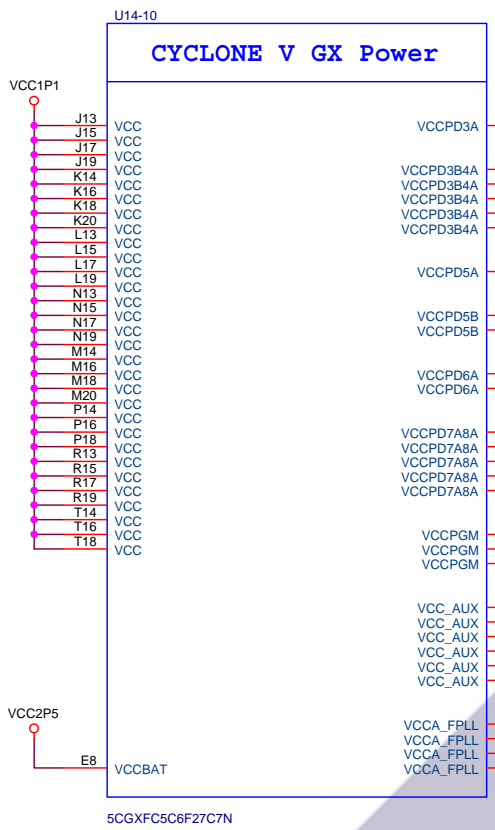 U14-10
CYCLONE V GX Power
VCC1P1
J13 VCC VCCPD3A
J15 VCC
J17 VCC
J19 VCC VCCPD3B4A
K14 VCC VCCPD3B4A
K16 VCC VCCPD3B4A
K18 VCC VCCPD3B4A
K20 VCC VCCPD3B4A
L13 VCC
L15 VCC
L17 VCC VCCPD5A
L19 VCC
N13 VCC
N15 VCC VCCPD5B
N17 VCC VCCPD5B
N19 VCC
M14 VCC
M16 VCC VCCPD6A
M18 VCC VCCPD6A
M20 VCC
P14 VCC
P16 VCC VCCPD7A8A
P18 VCC VCCPD7A8A
R13 VCC VCCPD7A8A
R15 VCC VCCPD7A8A
R17 VCC VCCPD7A8A
R19 VCC
T14 VCC
T16 VCC VCCPGM
T18 VCC VCCPGM
VCCPGM
VCC_AUX
VCC_AUX
VCC_AUX
VCC_AUX
VCC_AUX
VCC_AUX
VCC2P5
VCCA_FPLL
VCCA_FPLL
VCCA_FPLL
E8 VCCBAT VCCA_FPLL
5CGXFC5C6F27C7N